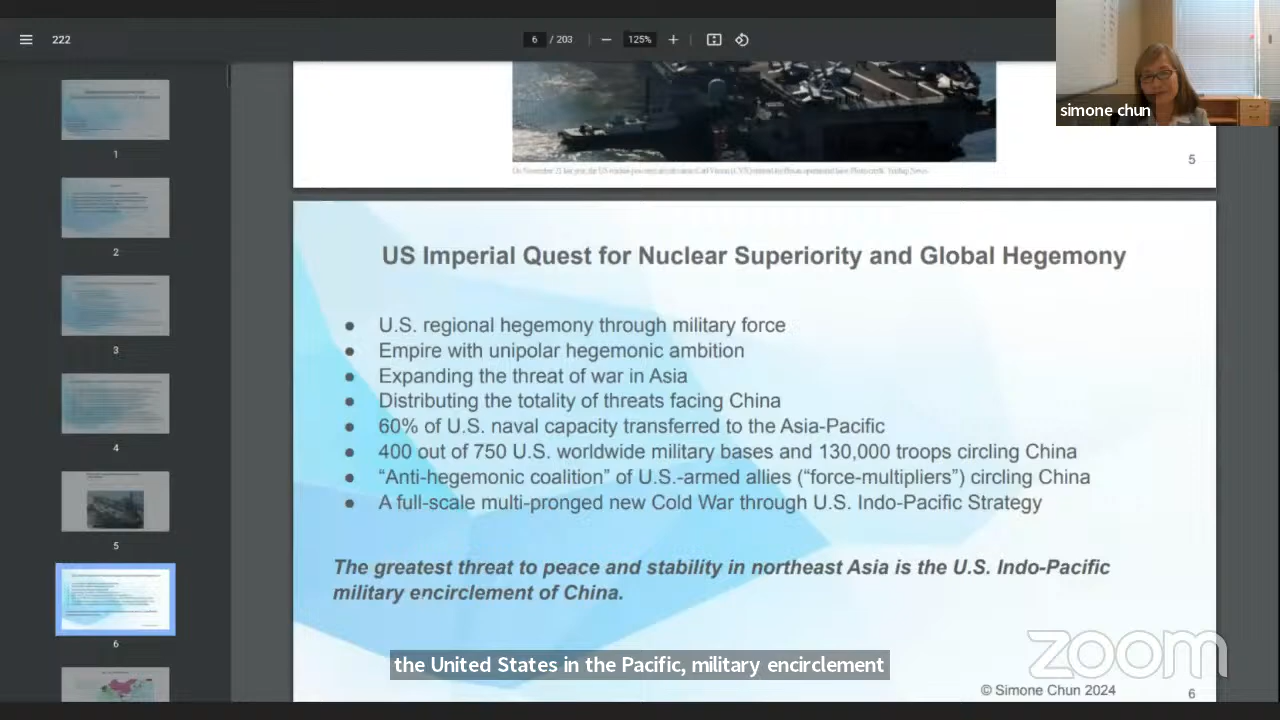 222
6 / 203
125%
simone chun
1
2
3
4
5
6
5
US Imperial Quest for Nuclear Superiority and Global Hegemony
● U.S. regional hegemony through military force
● Empire with unipolar hegemonic ambition
● Expanding the threat of war in Asia
● Distributing the totality of threats facing China
● 60% of U.S. naval capacity transferred to the Asia-Pacific
● 400 out of 750 U.S. worldwide military bases and 130,000 troops circling China
● “Anti-hegemonic coalition” of U.S.-armed allies (“force-multipliers”) circling China
● A full-scale multi-pronged new Cold War through U.S. Indo-Pacific Strategy
The greatest threat to peace and stability in northeast Asia is the U.S. Indo-Pacific
military encirclement of China.
the United States in the Pacific, military encirclement
zoom
© Simone Chun 2024
6